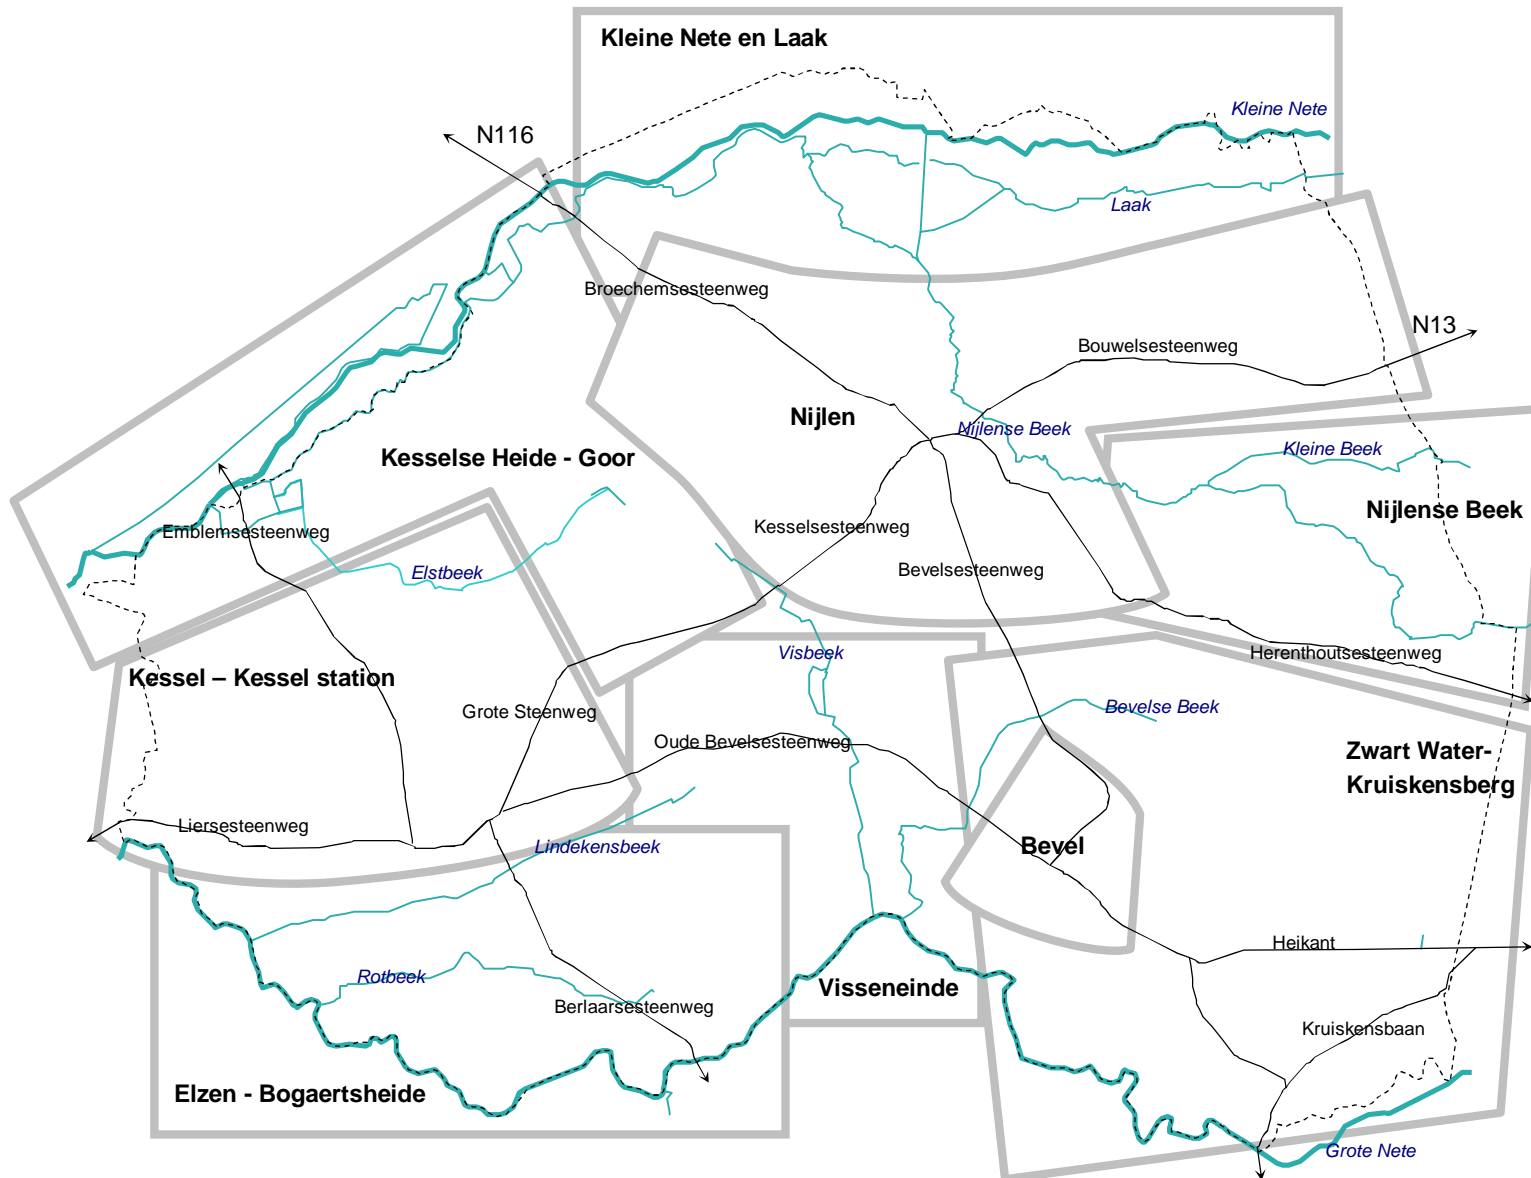 Kleine Nete en Laak
Kleine Nete
N116
Laak
Broechemsesteenweg
N13
Bouwelsesteenweg
Nijlen
Nijlense Beek
Kleine Beek
Kesselse Heide - Goor
Nijlense Beek
Kesselsesteenweg
Emblemsesteenweg
Elstbeek
Bevelsesteenweg
Visbeek
Herenthoutsesteenweg
Kessel – Kessel station
Grote Steenweg
Bevelse Beek
Oude Bevelsesteenweg
Zwart Water-
Kruiskensberg
Liersesteenweg
Lindekensbeek
Bevel
Heikant
Rotbeek
Visseneinde
Berlaarsesteenweg
Kruiskensbaan
Elzen - Bogaertsheide
Grote Nete